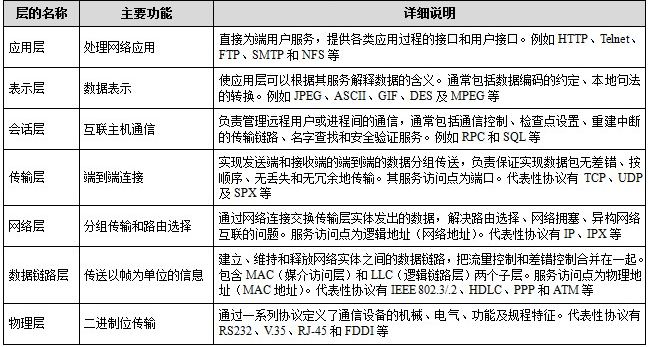 层的名称 主要功能 详细说明
应用层 处理网络应用 直接为端用户服务，提供各类应用过程的接口和用户接口。例如 HTTP、Telnet、
FTP、SMTP 和 NFS 等
表示层 数据表示 使应用层可以根据其服务解释数据的含义。通常包括数据编码的约定、本地句法
的转换。例如 JPEG、ASCII、GIF、DES 及 MPEG 等
会话层 互联主机通信 负责管理远程用户或进程间的通信，通常包括通信控制、检查点设置、重建中断
的传输链路、名字查找和安全验证服务。例如 RPC 和 SQL 等
传输层 端到端连接 实现发送端和接收端的端到端的数据分组传送，负责保证实现数据包无差错、按
顺序、无丢失和无冗余地传输。其服务访问点为端口。代表性协议有 TCP、UDP
及 SPX 等
网络层 分组传输和路由选择 通过网络连接交换传输层实体发出的数据，解决路由选择、网络拥塞、异构网络
互联的问题。服务访问点为逻辑地址（网络地址）。代表性协议有 IP、IPX 等
数据链路层 传送以帧为单位的信息 建立、维持和释放网络实体之间的数据链路，把流量控制和差错控制合并在一起。
包含 MAC（媒介访问层）和 LLC（逻辑链路层）两个子层。服务访问点为物理地
址（MAC 地址）。代表性协议有 IEEE 802.3/.2、HDLC、PPP 和 ATM 等
物理层 二进制位传输 通过一系列协议定义了通信设备的机械、电气、功能及规程特征。代表性协议有
RS232、V.35、RJ-45 和 FDDI 等